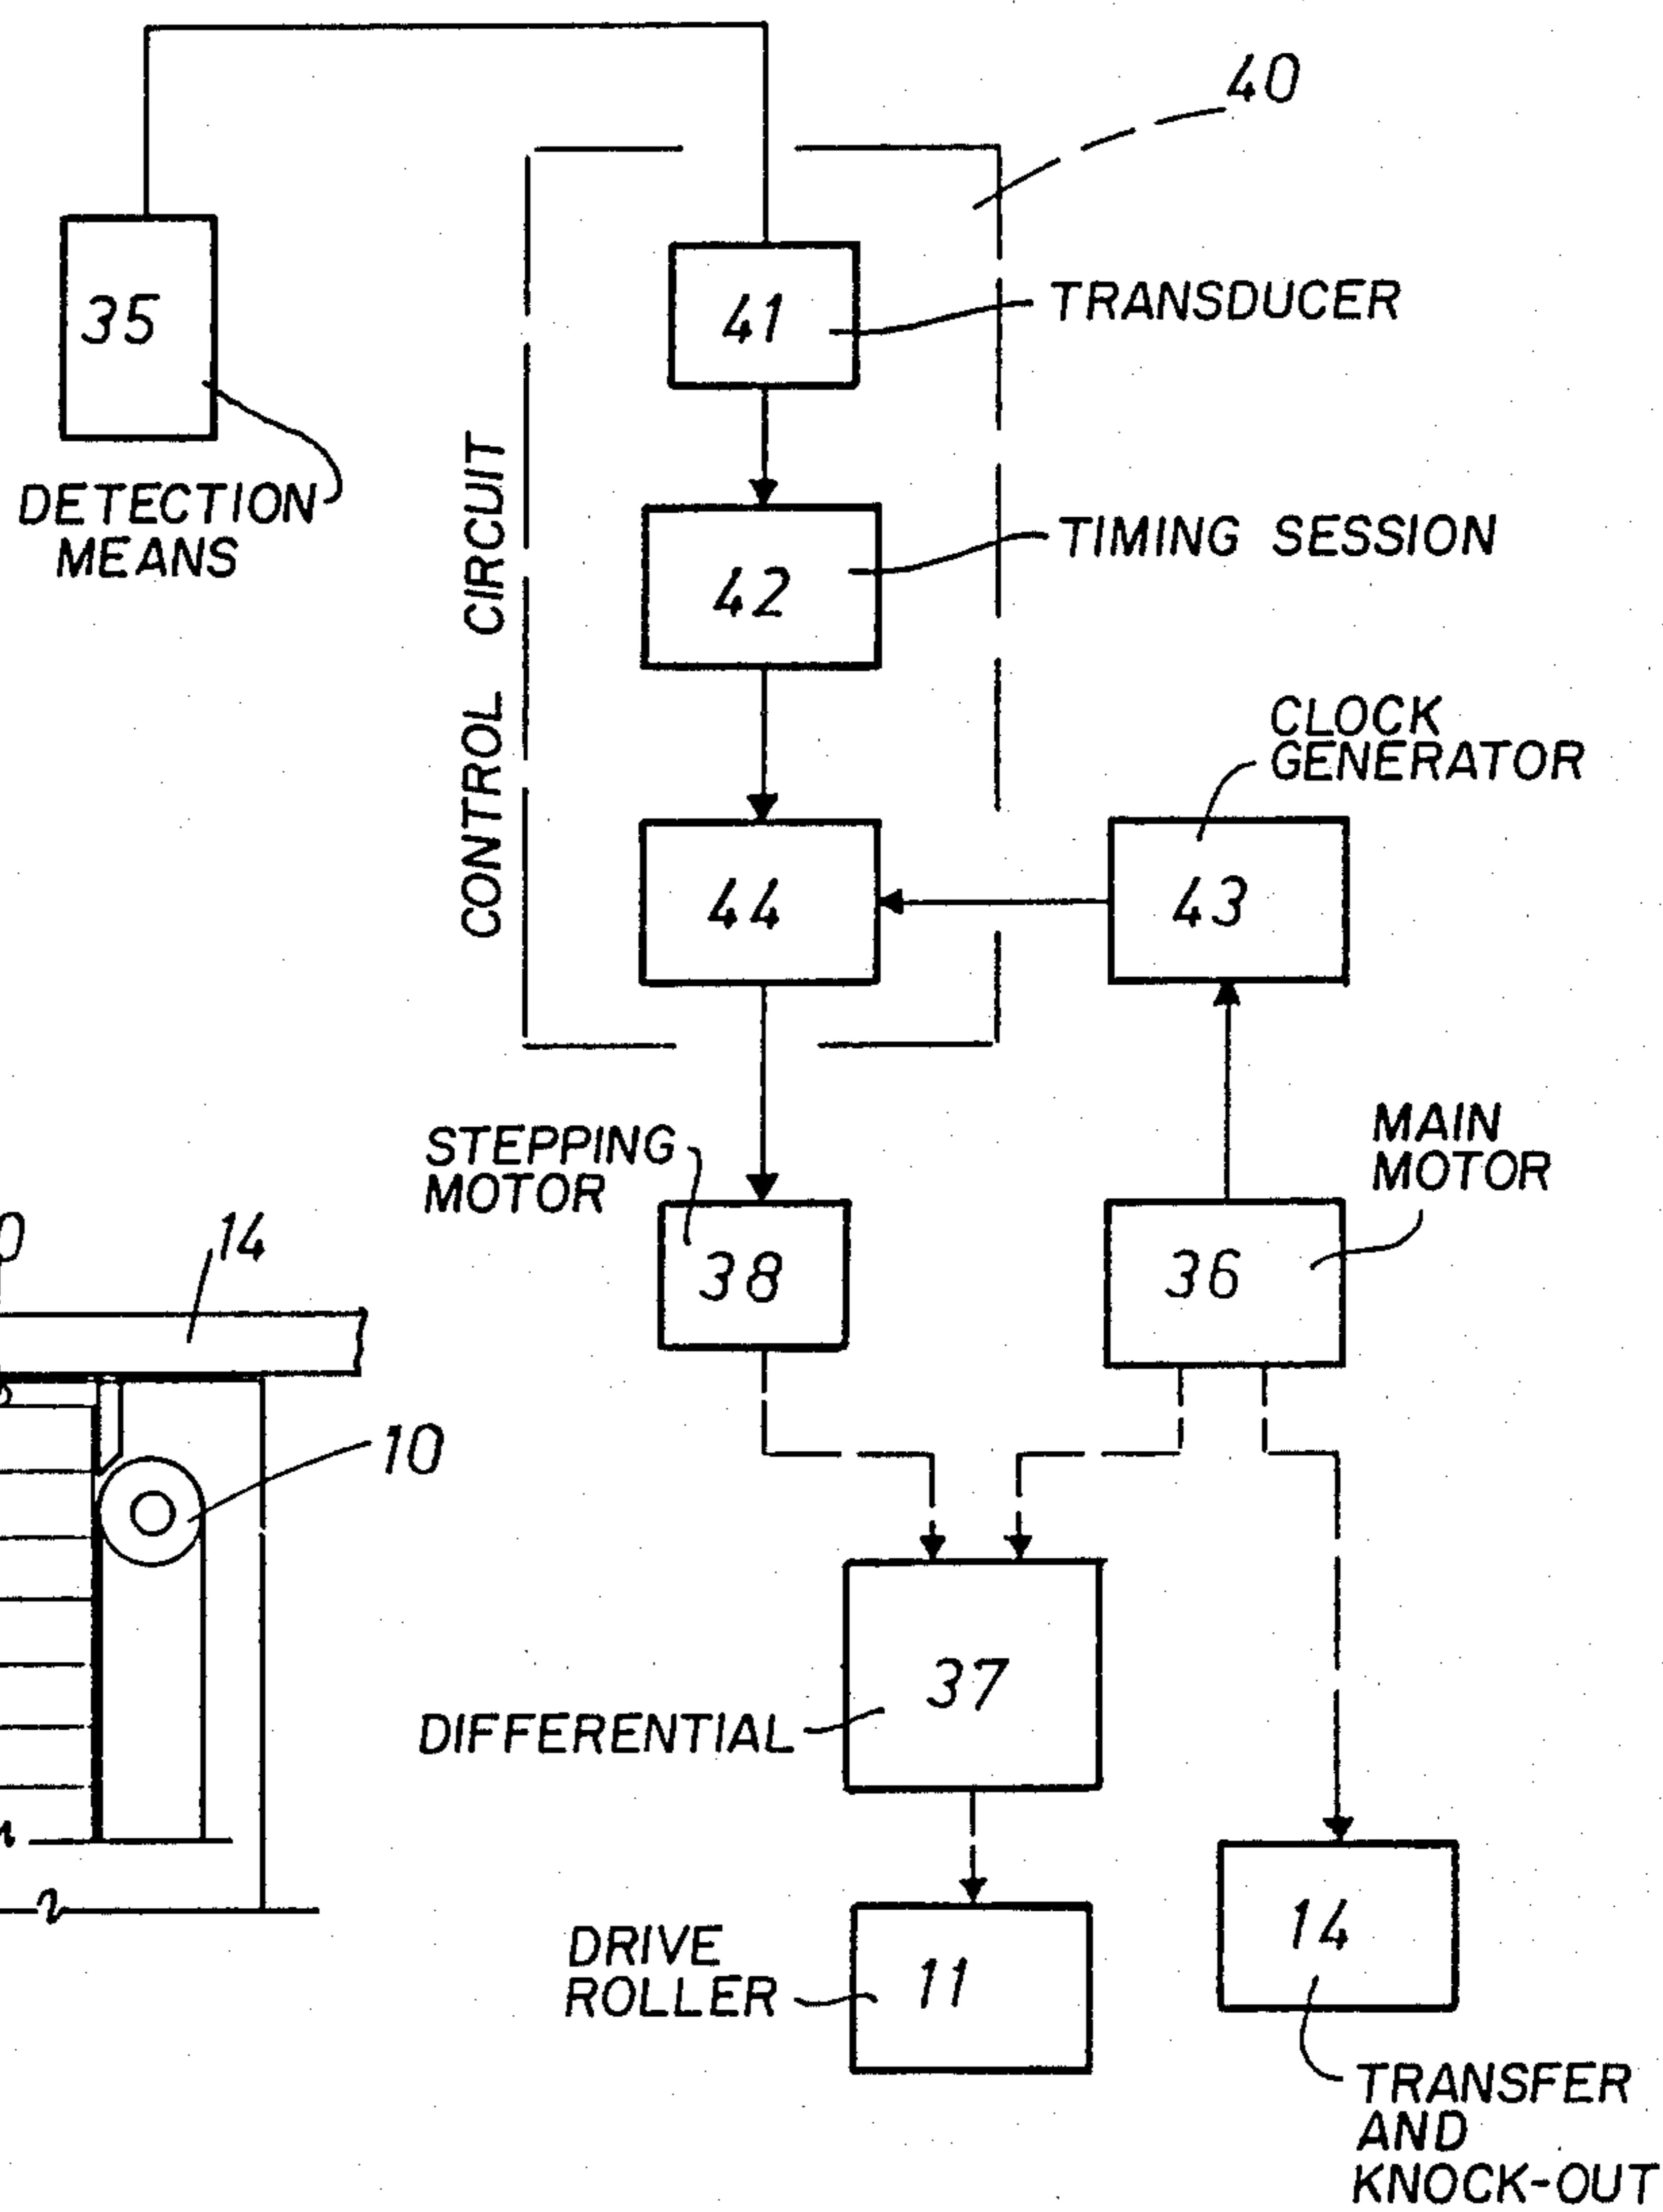 40
35
41
TRANSDUCER
DETECTION
MEANS
42
TIMING SESSION
CONTROL CIRCUIT
CLOCK
GENERATOR
44
43
STEPPING
MOTOR
MAIN
MOTOR
14
38
36
10
37
DIFFERENTIAL
DRIVE
ROLLER
11
14
TRANSFER
AND
KNOCK-OUT